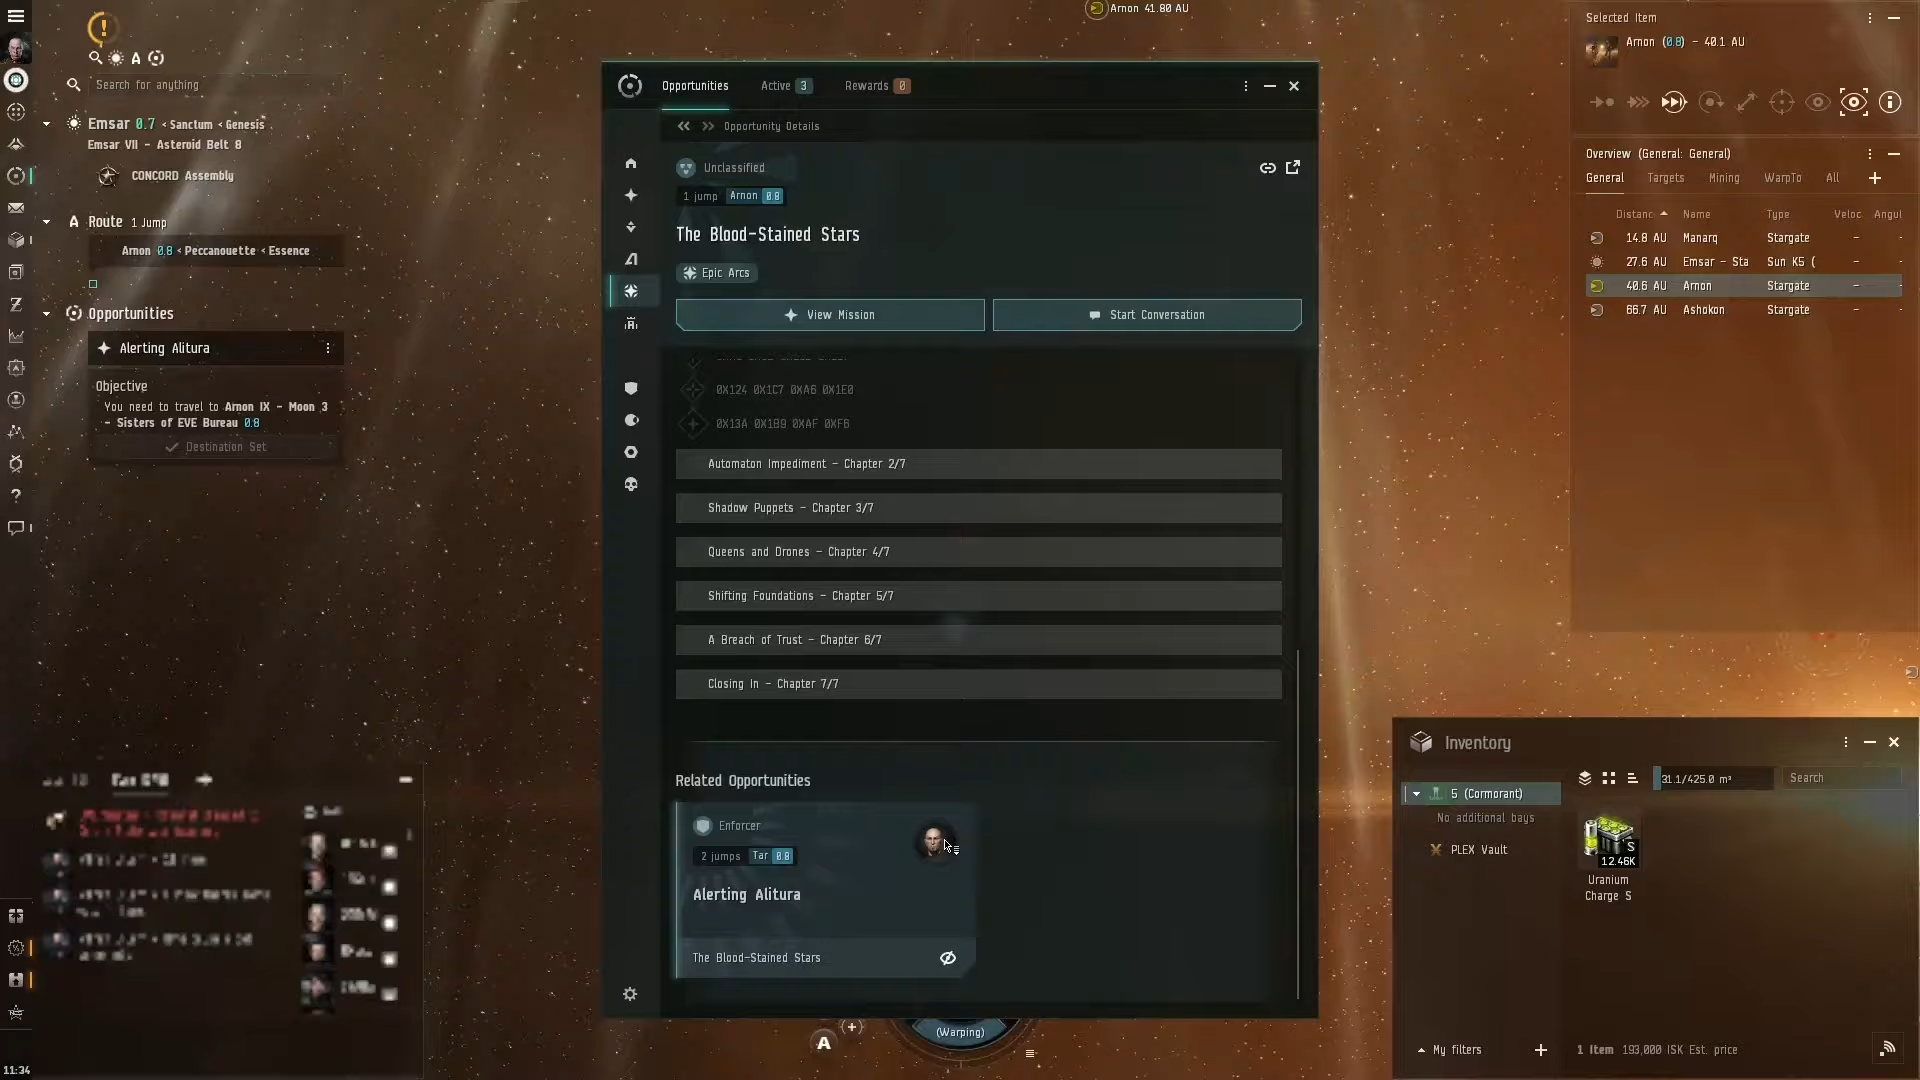 Arnon 41.80 AU
Search for anything
Emsar 0.7 < Sanctum < Genesis
Emsar VII - Asteroid Belt 8
CONCORD Assembly
A Route 1 Jump
Arnon 0.8 < Peccanouette < Essence
Opportunities
Alerting Alitura
Objective
You need to travel to Arnon IX - Moon 3
- Sisters of EVE Bureau 0.8
Destination Set
11:34
Opportunities Active 3 Rewards 0
Opportunity Details
Unclassified
1 jump Arnon 0.8
The Blood-Stained Stars
Epic Arcs
View Mission
Start Conversation
0X124 0X1C7 0XA6 0X1E0
0X13A 0X1B9 0XAF 0XF6
Automaton Impediment - Chapter 2/7
Shadow Puppets - Chapter 3/7
Queens and Drones - Chapter 4/7
Shifting Foundations - Chapter 5/7
A Breach of Trust - Chapter 6/7
Closing In - Chapter 7/7
Related Opportunities
Enforcer
2 jumps Tar 0.8
Alerting Alitura
The Blood-Stained Stars
A
(Warping)
Selected Item
Arnon (0.8) - 40.1 AU
Overview (General: General)
General Targets Mining WarpTo All
Distanc Name Type Veloc Angul
14.8 AU Manarq Stargate - -
27.6 AU Emsar - Sta Sun K5 ( - -
40.6 AU Arnon Stargate - -
66.7 AU Ashokon Stargate - -
Inventory
31.1/425.0 m³
Search
5 (Cormorant)
No additional bays
PLEX Vault
S
12.46K
Uranium
Charge S
My filters
1 Item 193,000 ISK Est. price